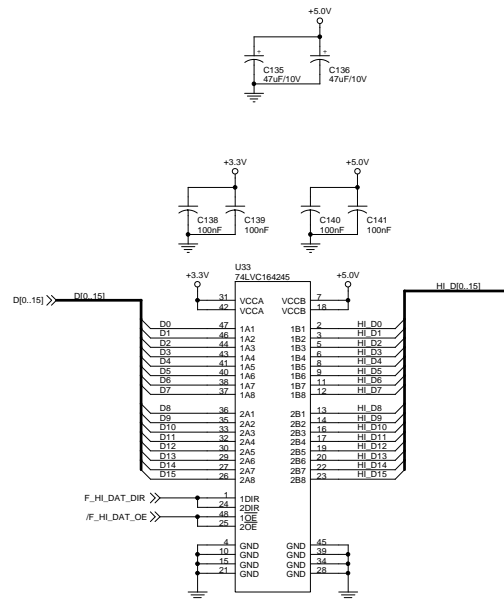 +5.0V
+ +
C135 C136
47uF/10V 47uF/10V
+3.3V +5.0V
C138 C139 C140 C141
100nF 100nF 100nF 100nF
U33
74LVC164245
+3.3V +5.0V
D[0..15] D[0..15] HI_D[0..15]
31 VCCA VCCB 7
42 VCCA VCCB 18
D0 47 1A1 1B1 2 HI_D0
D1 46 1A2 1B2 3 HI_D1
D2 44 1A3 1B3 5 HI_D2
D3 43 1A4 1B4 6 HI_D3
D4 41 1A5 1B5 8 HI_D4
D5 40 1A6 1B6 9 HI_D5
D6 38 1A7 1B7 11 HI_D6
D7 37 1A8 1B8 12 HI_D7
D8 36 2A1 2B1 13 HI_D8
D9 35 2A2 2B2 14 HI_D9
D10 33 2A3 2B3 16 HI_D10
D11 32 2A4 2B4 17 HI_D11
D12 30 2A5 2B5 19 HI_D12
D13 29 2A6 2B6 20 HI_D13
D14 27 2A7 2B7 22 HI_D14
D15 26 2A8 2B8 23 HI_D15
F_HI_DAT_DIR 1 1DIR
24 2DIR
/F_HI_DAT_OE 48 1OE
25 2OE
4 GND GND 45
10 GND GND 39
15 GND GND 34
21 GND GND 28